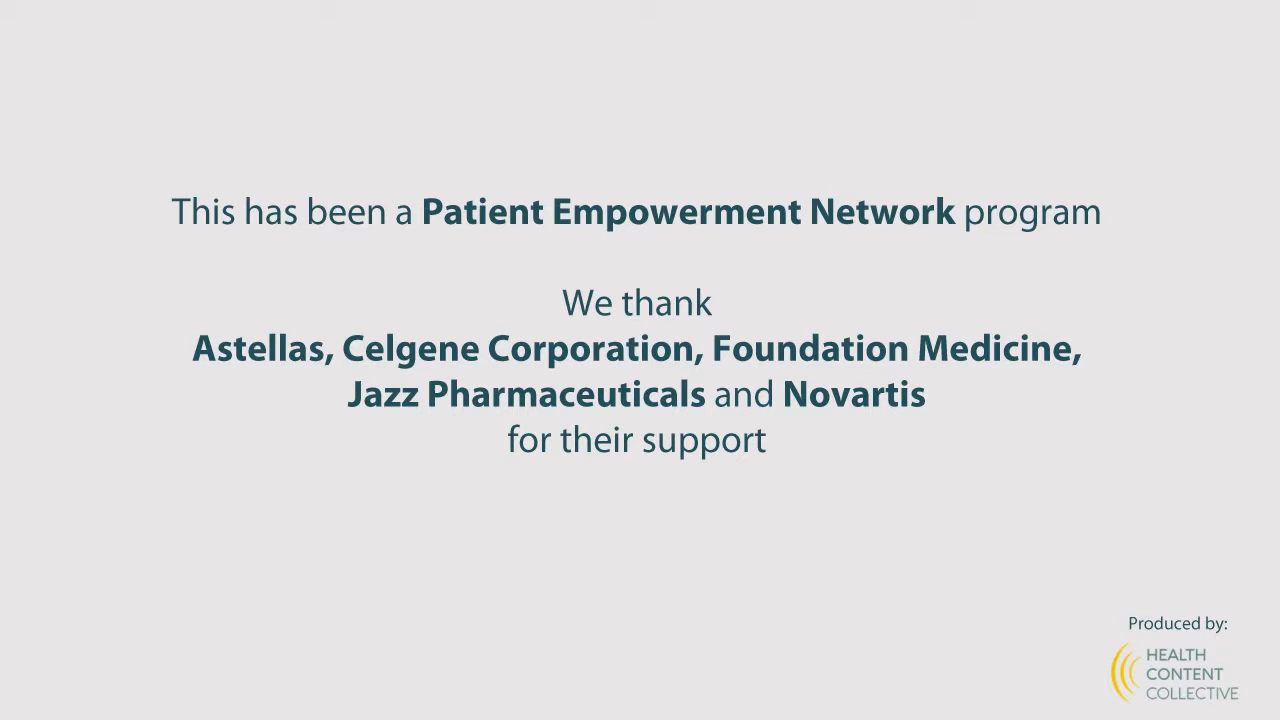 This has been a Patient Empowerment Network program
We thank
Astellas, Celgene Corporation, Foundation Medicine,
Jazz Pharmaceuticals and Novartis
for their support
Produced by:
HEALTH
CONTENT
COLLECTIVE